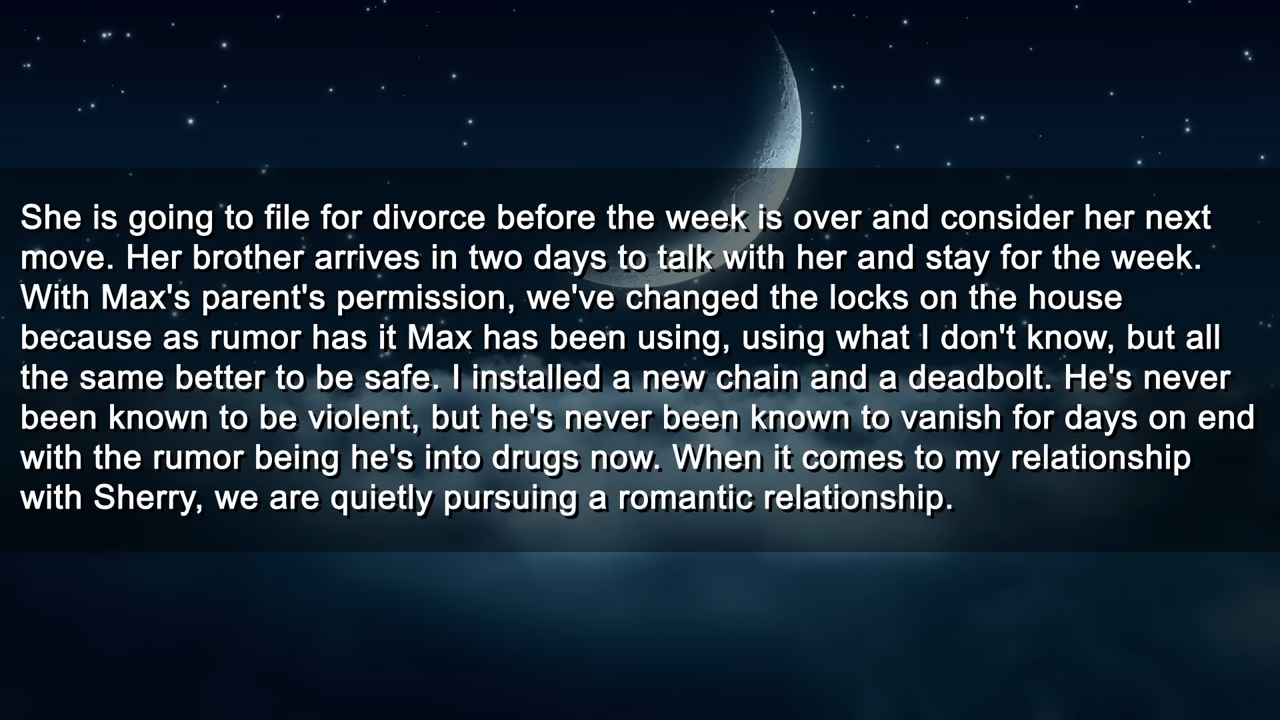 She is going to file for divorce before the week is over and consider her next
move. Her brother arrives in two days to talk with her and stay for the week.
With Max's parent's permission, we've changed the locks on the house
because as rumor has it Max has been using, using what I don't know, but all
the same better to be safe. I installed a new chain and a deadbolt. He's never
been known to be violent, but he's never been known to vanish for days on end
with the rumor being he's into drugs now. When it comes to my relationship
with Sherry, we are quietly pursuing a romantic relationship.